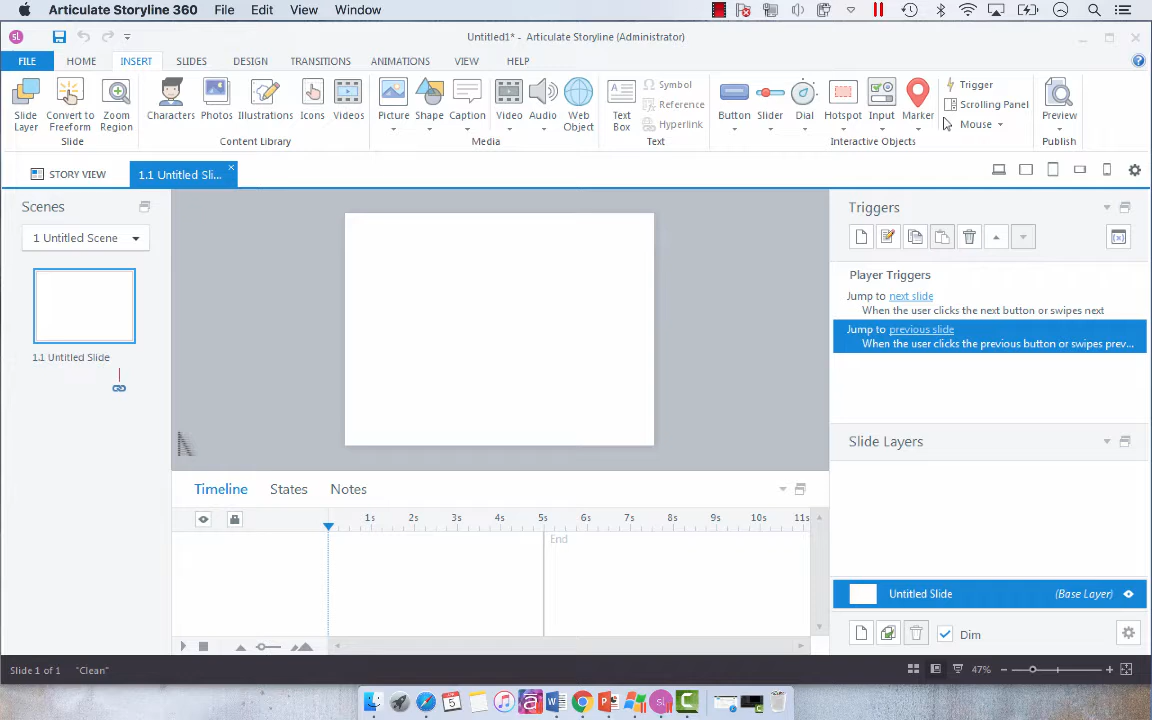 Articulate Storyline 360 File Edit View Window
Untitled1* - Articulate Storyline (Administrator)
FILE HOME INSERT SLIDES DESIGN TRANSITIONS ANIMATIONS VIEW HELP
Slide Layer
Convert to Freeform
Zoom Region
Slide
Characters
Photos
Illustrations
Icons
Videos
Content Library
Picture
Shape
Caption
Video
Audio
Web Object
Media
Text Box
Symbol
Reference
Hyperlink
Text
Button
Slider
Dial
Hotspot
Input
Marker
Trigger
Scrolling Panel
Mouse
Interactive Objects
Preview
Publish
STORY VIEW
1.1 Untitled Sli...
Scenes
1 Untitled Scene
1.1 Untitled Slide
Triggers
Player Triggers
Jump to next slide
When the user clicks the next button or swipes next
Jump to previous slide
When the user clicks the previous button or swipes prev...
Slide Layers
Untitled Slide (Base Layer)
Dim
Timeline States Notes
1s 2s 3s 4s 5s 6s 7s 8s 9s 10s 11s
End
Slide 1 of 1 "Clean"
47%
5